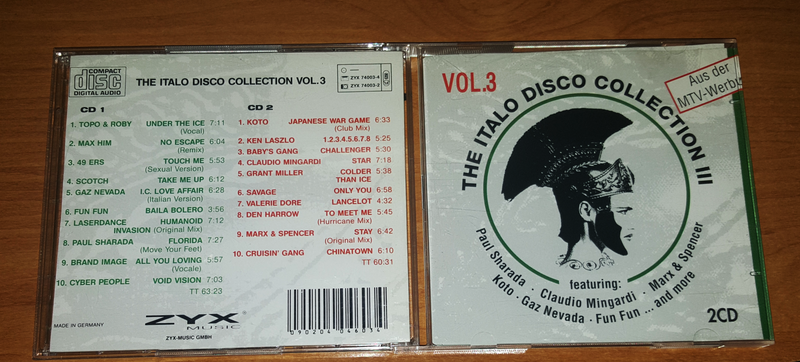 COMPACT
disc
DIGITAL AUDIO
THE ITALO DISCO COLLECTION VOL.3
ZYX 74003-4
ZYX 74003-2
CD 1
1. TOPO & ROBY UNDER THE ICE 7:11
(Vocal)
2. MAX HIM NO ESCAPE 6:04
(Remix)
3. 49 ERS TOUCH ME 5:53
(Sexual Version)
4. SCOTCH TAKE ME UP 6:12
5. GAZ NEVADA I.C. LOVE AFFAIR 6:28
(Italian Version)
6. FUN FUN BAILA BOLERO 3:56
7. LASERDANCE HUMANOID 7:12
INVASION (Original Mix)
8. PAUL SHARADA FLORIDA 7:27
(Move Your Feet)
9. BRAND IMAGE ALL YOU LOVING 5:57
(Vocale)
10. CYBER PEOPLE VOID VISION 7:03
TT 63:23
CD 2
1. KOTO JAPANESE WAR GAME 6:33
(Club Mix)
2. KEN LASZLO 1.2.3.4.5.6.7.8 5:25
3. BABY'S GANG CHALLENGER 5:30
4. CLAUDIO MINGARDI STAR 7:18
5. GRANT MILLER COLDER 5:38
THAN ICE
6. SAVAGE ONLY YOU 6:58
7. VALERIE DORE LANCELOT 4:32
8. DEN HARROW TO MEET ME 5:45
(Hurricane Mix)
9. MARX & SPENCER STAY 6:42
(Original Mix)
10. CRUISIN' GANG CHINATOWN 6:10
TT 60:31
MADE IN GERMANY
ZYX
MUSIC
ZYX-MUSIC GMBH
090204 046034
VOL.3
Aus der
MTV-Werbu
THE ITALO DISCO COLLECTION III
featuring:
Paul Sharada · Claudio Mingardi · Marx & Spencer
Koto · Gaz Nevada · Fun Fun ... and more
2CD